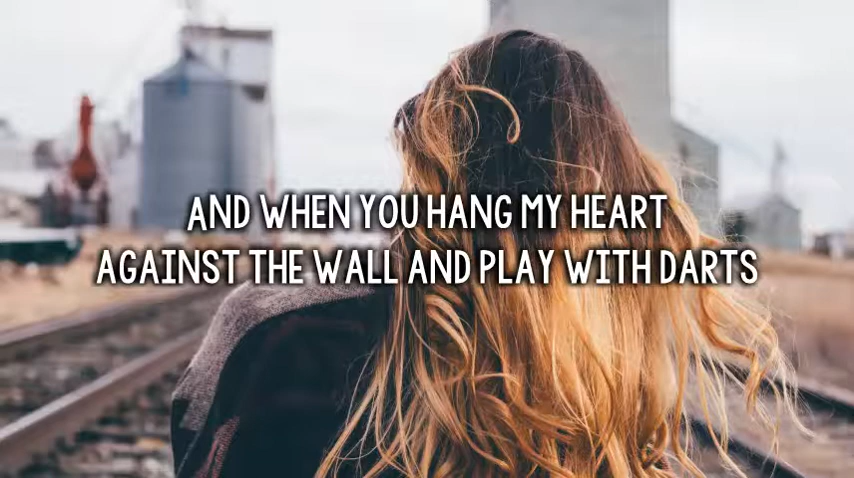 AND WHEN YOU HANG MY HEART
AGAINST THE WALL AND PLAY WITH DARTS